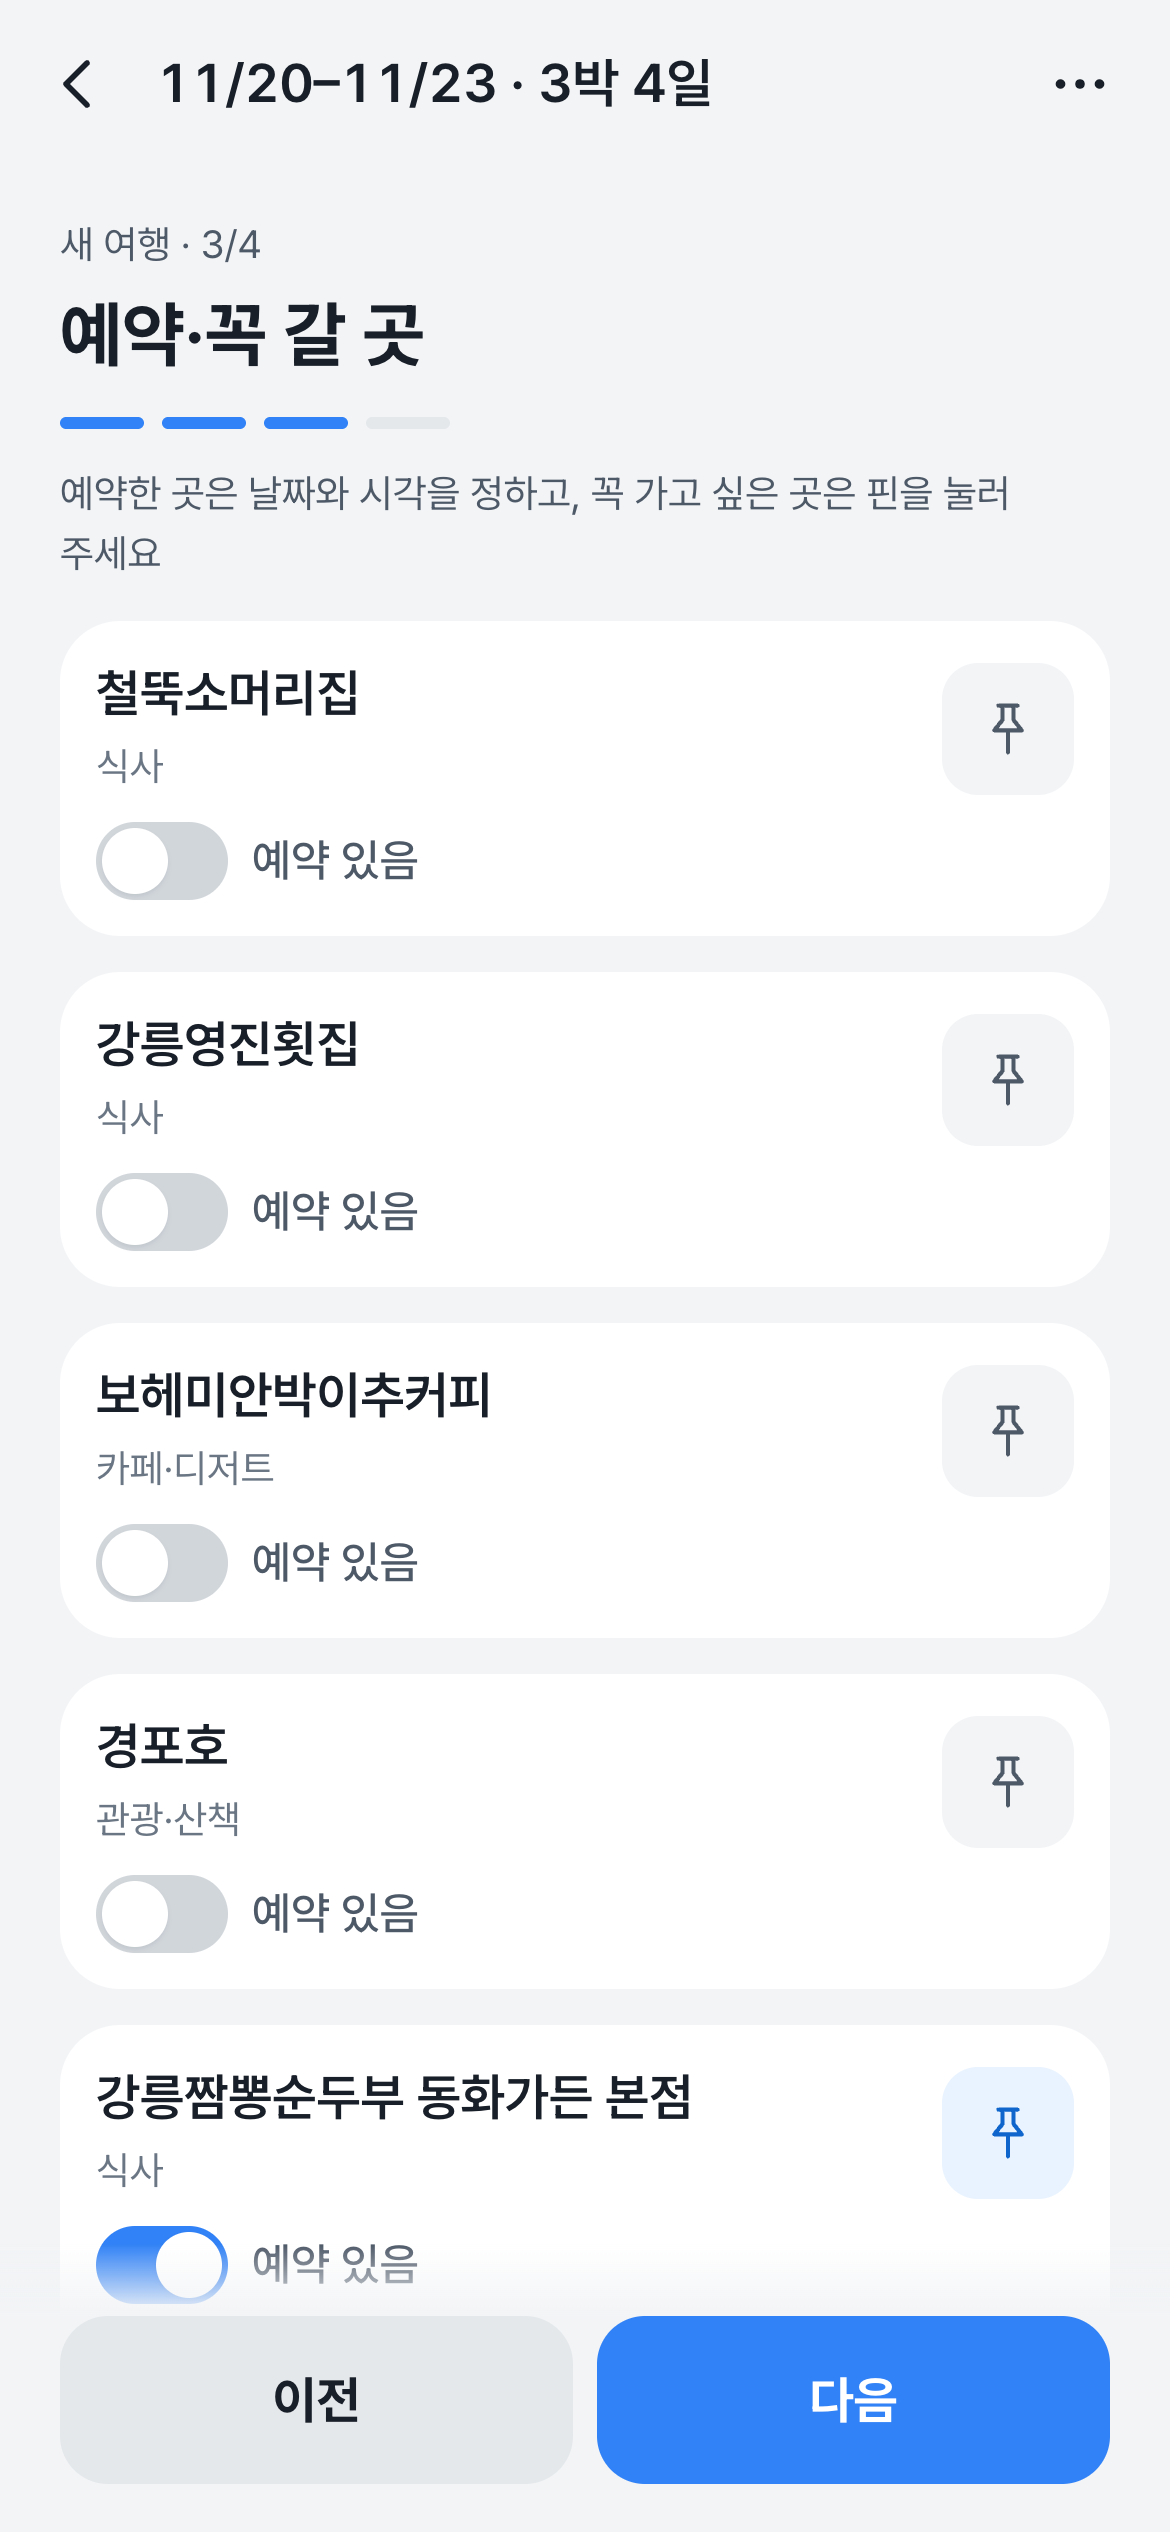 11/20–11/23 · 3박 4일
새 여행 · 3/4
예약·꼭 갈 곳
예약한 곳은 날짜와 시각을 정하고, 꼭 가고 싶은 곳은 핀을 눌러
주세요
철뚝소머리집
식사
예약 있음
강릉영진횟집
식사
예약 있음
보헤미안박이추커피
카페·디저트
예약 있음
경포호
관광·산책
예약 있음
강릉짬뽕순두부 동화가든 본점
식사
예약 있음
이전
다음